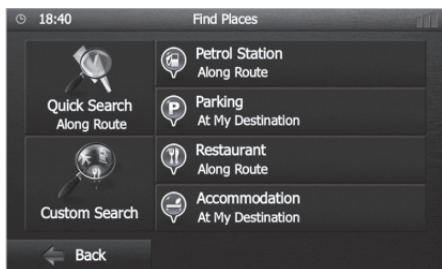 18:40 Find Places
Quick Search
Along Route
Custom Search
Petrol Station
Along Route
P Parking
At My Destination
Restaurant
Along Route
Accommodation
At My Destination
Back